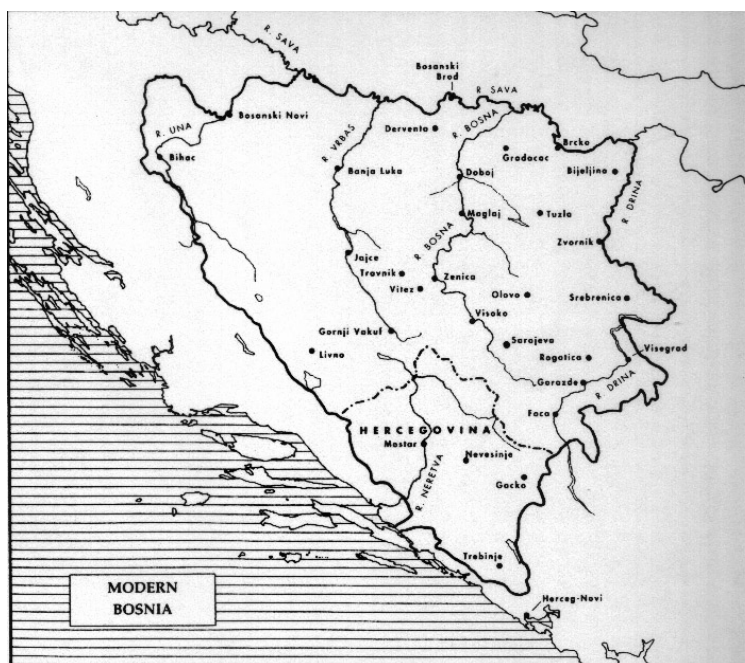 R. SAVA
Bosanski
Brod
R. SAVA
Bosanski Novi
R. UNA
Bihac
R. VRBAS
Derventa
R. BOSNA
Gradacac
Brcko
Bijeljina
Banja Luka
Doboj
R. DRINA
Maglaj
Tuzla
R. BOSNA
Zvornik
Jajce
Travnik
Vitez
Zenica
Olovo
Srebrenica
Visoko
Gornji Vakuf
Livno
Sarajevo
Rogatica
Visegrad
Gorazde
R. DRINA
Foca
HERCEGOVINA
Mostar
Nevesinje
Gacko
R. NERETVA
Trebinje
Herceg-Novi
MODERN
BOSNIA